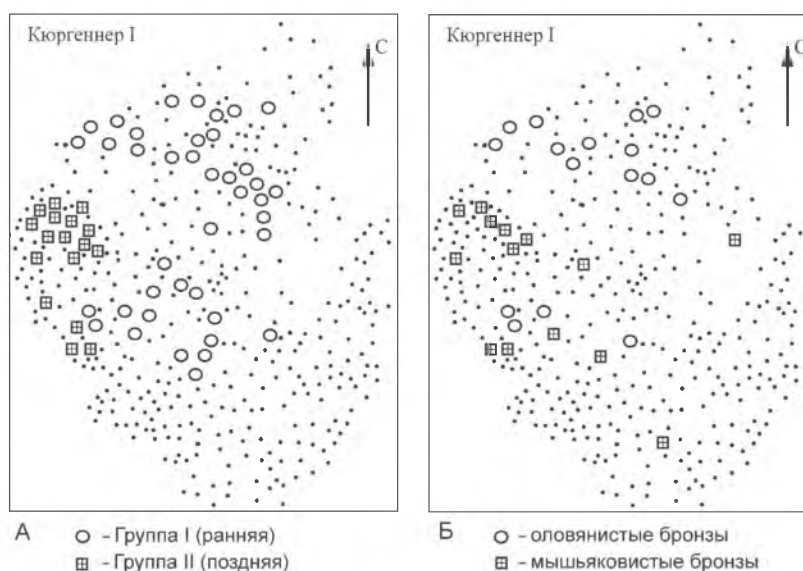 Кюргеннер I
С
Кюргеннер I
С
А
- Группа I (ранняя)
- Группа II (поздняя)
Б
- оловянистые бронзы
- мышьяковистые бронзы